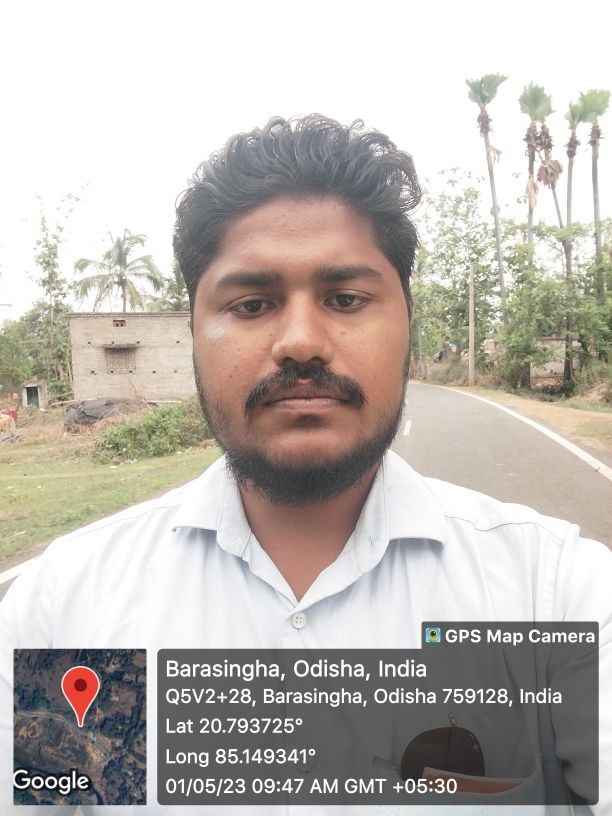 GPS Map Camera
Barasingha, Odisha, India
Q5V2+28, Barasingha, Odisha 759128, India
Lat 20.793725°
Long 85.149341°
01/05/23 09:47 AM GMT +05:30
Google